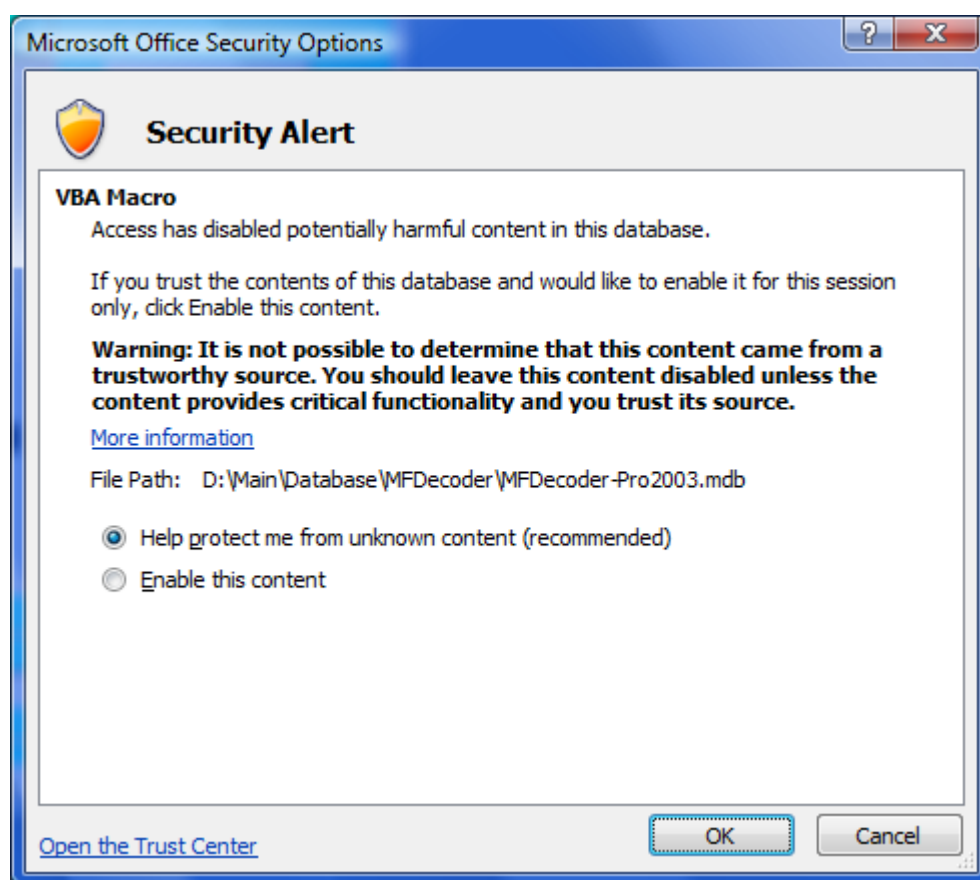 Microsoft Office Security Options
?
X
Security Alert
VBA Macro
Access has disabled potentially harmful content in this database.
If you trust the contents of this database and would like to enable it for this session
only, click Enable this content.
Warning: It is not possible to determine that this content came from a
trustworthy source. You should leave this content disabled unless the
content provides critical functionality and you trust its source.
More information
File Path: D:\Main\Database\MFDecoder\MFDecoder-Pro2003.mdb
Help protect me from unknown content (recommended)
Enable this content
Open the Trust Center
OK
Cancel